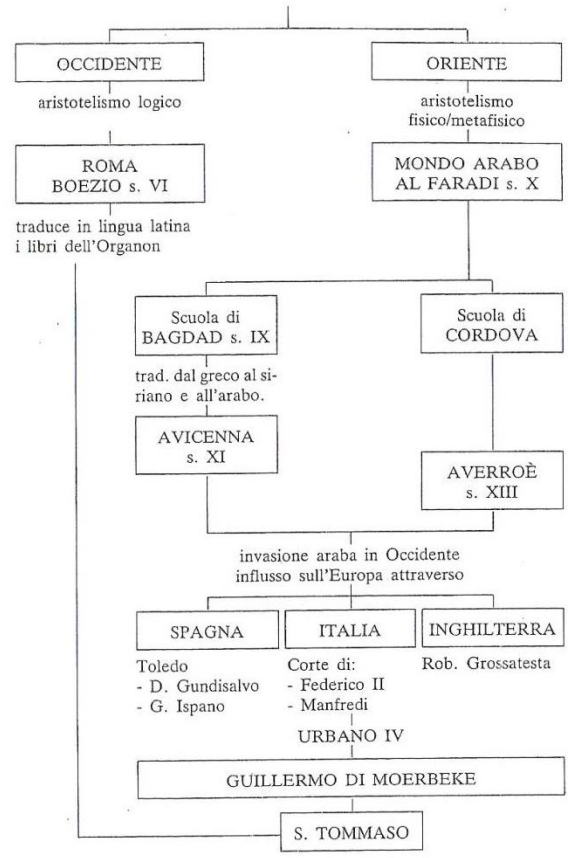 OCCIDENTE
ORIENTE
aristotelismo logico
aristotelismo
fisico/metafisico
ROMA
BOEZIO s. VI
MONDO ARABO
AL FARADI s. X
traduce in lingua latina
i libri dell'Organon
Scuola di
BAGDAD s. IX
Scuola di
CORDOVA
trad. dal greco al si-
riano e all'arabo.
AVICENNA
s. XI
AVERROÈ
s. XIII
invasione araba in Occidente
influsso sull'Europa attraverso
SPAGNA
ITALIA
INGHILTERRA
Toledo
- D. Gundisalvo
- G. Ispano
Corte di:
- Federico II
- Manfredi
Rob. Grossatesta
URBANO IV
GUILLERMO DI MOERBEKE
S. TOMMASO